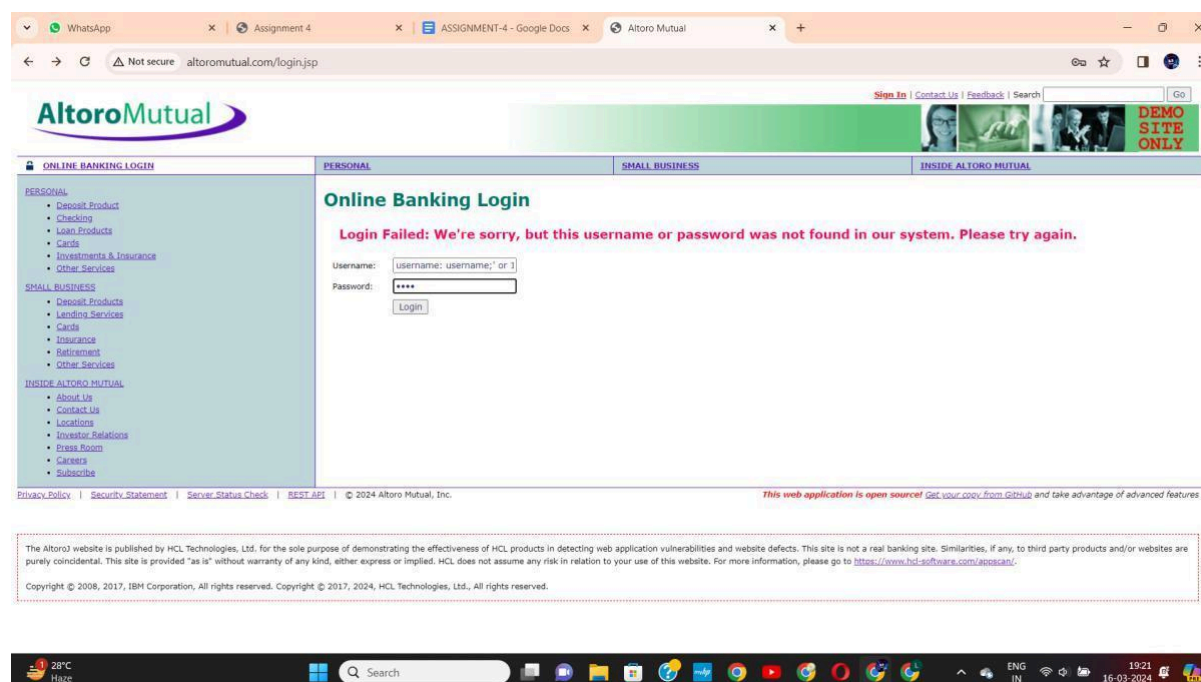 WhatsApp
Assignment 4
ASSIGNMENT-4 - Google Docs
Altoro Mutual
Not secure altoromutual.com/login.jsp
Sign In | Contact Us | Feedback | Search Go
AltoroMutual
DEMO
SITE
ONLY
ONLINE BANKING LOGIN
PERSONAL
SMALL BUSINESS
INSIDE ALTORO MUTUAL
PERSONAL
Deposit Product
Checking
Loan Products
Cards
Investments & Insurance
Other Services
SMALL BUSINESS
Deposit Products
Lending Services
Cards
Insurance
Retirement
Other Services
INSIDE ALTORO MUTUAL
About Us
Contact Us
Locations
Investor Relations
Press Room
Careers
Subscribe
Online Banking Login
Login Failed: We're sorry, but this username or password was not found in our system. Please try again.
Username: username: username;' or 1
Password: ••••
Login
Privacy Policy | Security Statement | Server Status Check | REST API | © 2024 Altoro Mutual, Inc.
This web application is open source! Get your copy from GitHub and take advantage of advanced features
The AltoroJ website is published by HCL Technologies, Ltd. for the sole purpose of demonstrating the effectiveness of HCL products in detecting web application vulnerabilities and website defects. This site is not a real banking site. Similarities, if any, to third party products and/or websites are
purely coincidental. This site is provided "as is" without warranty of any kind, either express or implied. HCL does not assume any risk in relation to your use of this website. For more information, please go to https://www.hcl-software.com/appscan/.
Copyright © 2008, 2017, IBM Corporation, All rights reserved. Copyright © 2017, 2024, HCL Technologies, Ltd., All rights reserved.
1
28°C
Haze
Search
ENG
IN
19:21
16-03-2024